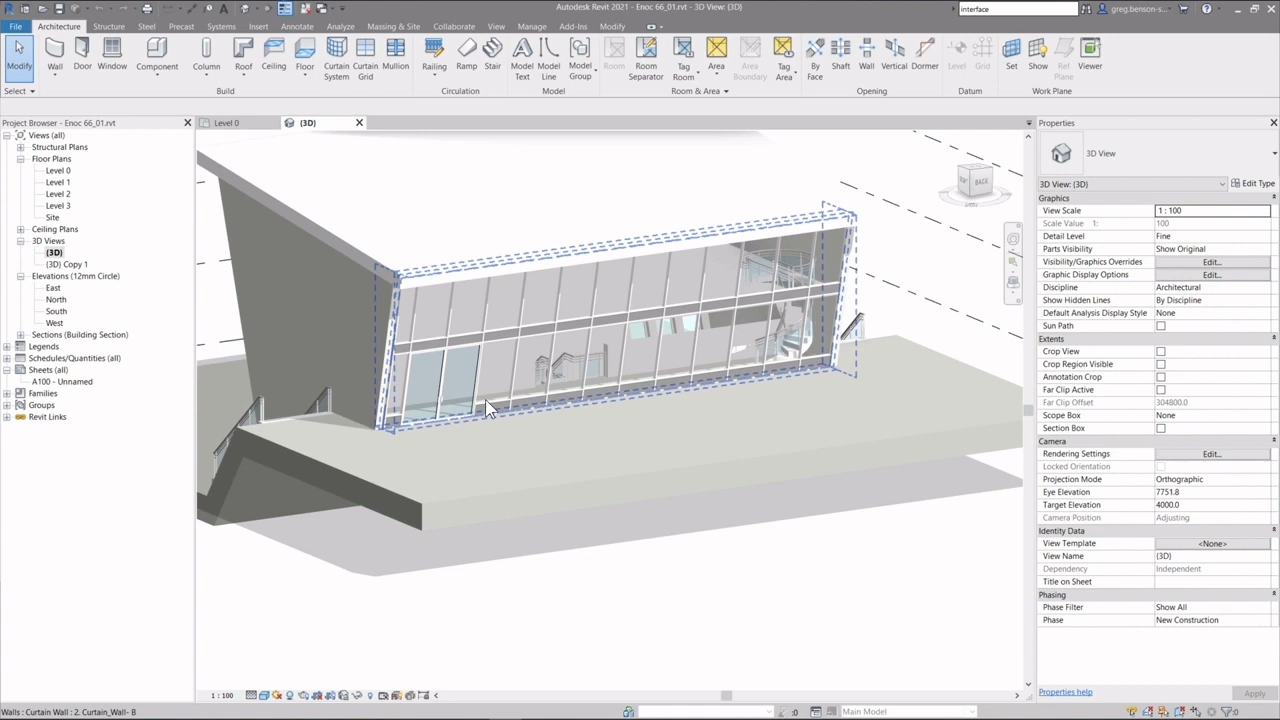 Autodesk Revit 2021 - Enoc 66_01.rvt - 3D View: {3D}
interface
greg.benson-s...
File Architecture Structure Steel Precast Systems Insert Annotate Analyze Massing & Site Collaborate View Manage Add-Ins Modify
Modify Wall Door Window Component Column Roof Ceiling Floor Curtain System Curtain Grid Mullion Railing Ramp Stair Model Text Model Line Model Group Room Room Separator Tag Room Area Area Boundary Tag Area By Face Shaft Wall Vertical Dormer Level Grid Set Show Ref Plane Viewer
Select Build Circulation Model Room & Area Opening Datum Work Plane
Project Browser - Enoc 66_01.rvt
Views (all)
Structural Plans
Floor Plans
Level 0
Level 1
Level 2
Level 3
Site
Ceiling Plans
3D Views
{3D}
{3D} Copy 1
Elevations (12mm Circle)
East
North
South
West
Sections (Building Section)
Legends
Schedules/Quantities (all)
Sheets (all)
A100 - Unnamed
Families
Groups
Revit Links
Level 0
{3D}
BACK
Properties
3D View
3D View: {3D} Edit Type
Graphics
View Scale 1 : 100
Scale Value 1: 100
Detail Level Fine
Parts Visibility Show Original
Visibility/Graphics Overrides Edit...
Graphic Display Options Edit...
Discipline Architectural
Show Hidden Lines By Discipline
Default Analysis Display Style None
Sun Path
Extents
Crop View
Crop Region Visible
Annotation Crop
Far Clip Active
Far Clip Offset 304800.0
Scope Box None
Section Box
Camera
Rendering Settings Edit...
Locked Orientation
Projection Mode Orthographic
Eye Elevation 7751.8
Target Elevation 4000.0
Camera Position Adjusting
Identity Data
View Template <None>
View Name {3D}
Dependency Independent
Title on Sheet
Phasing
Phase Filter Show All
Phase New Construction
Properties help
Apply
1 : 100
Walls : Curtain Wall : 2. Curtain_Wall- B
:0
Main Model
:0